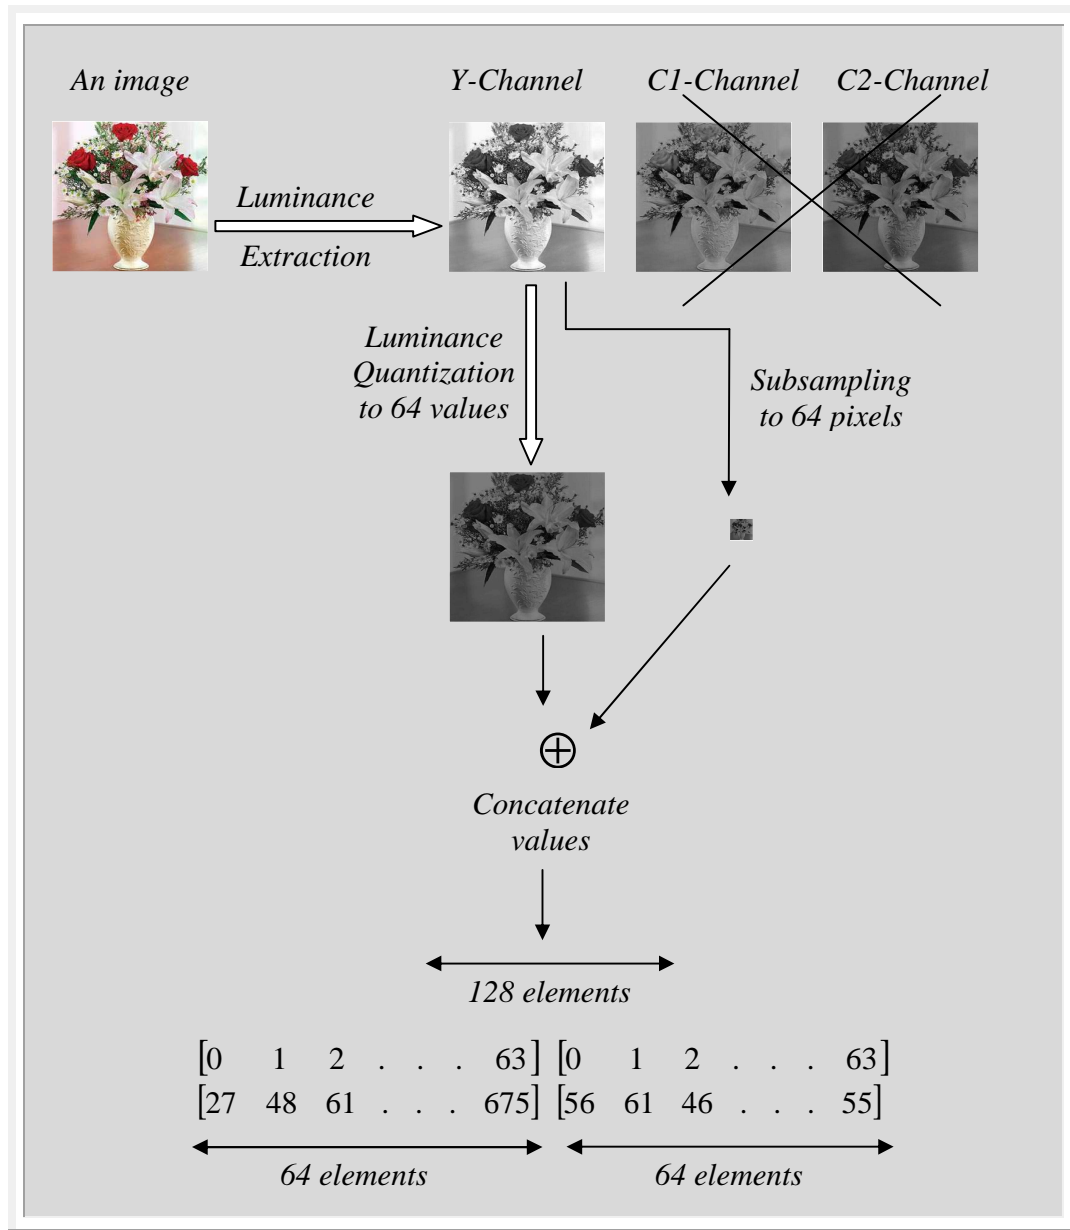 An image
Y-Channel
C1-Channel
C2-Channel
Luminance
Extraction
Luminance
Quantization
to 64 values
Subsampling
to 64 pixels
Concatenate
values
128 elements
[0 1 2 . . . 63] [0 1 2 . . . 63]
[27 48 61 . . . 675] [56 61 46 . . . 55]
64 elements
64 elements